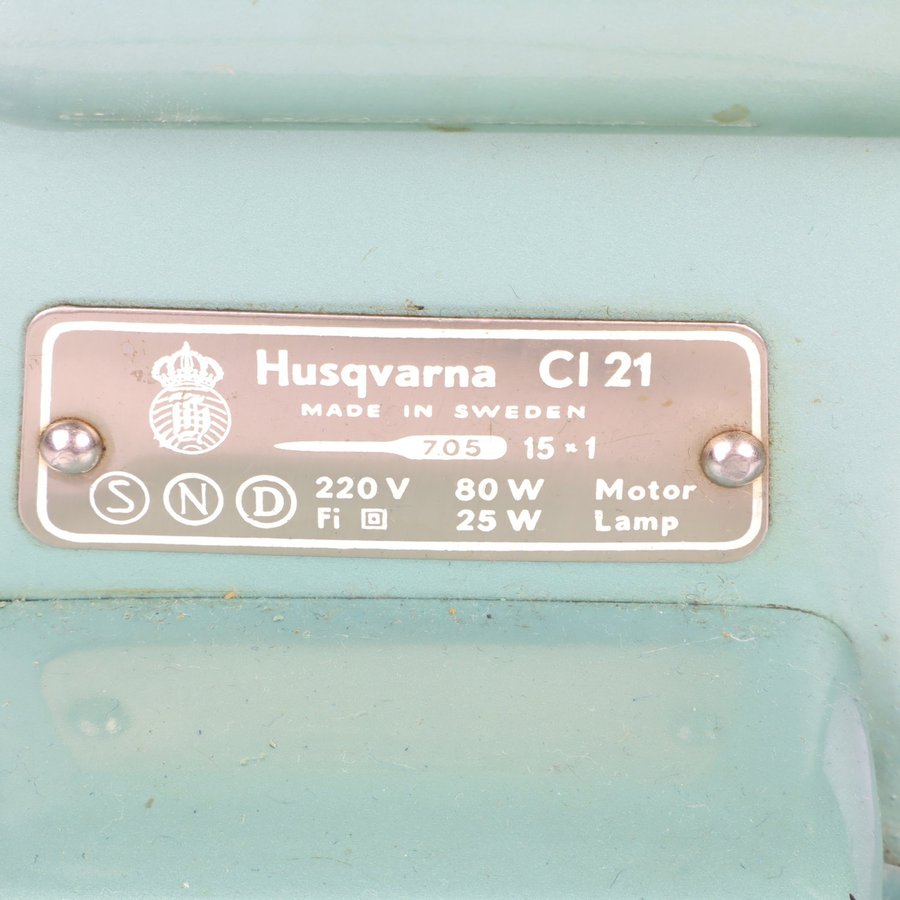 Husqvarna Cl 21
MADE IN SWEDEN
705 15×1
S N D 220 V 80 W Motor
Fi 25 W Lamp